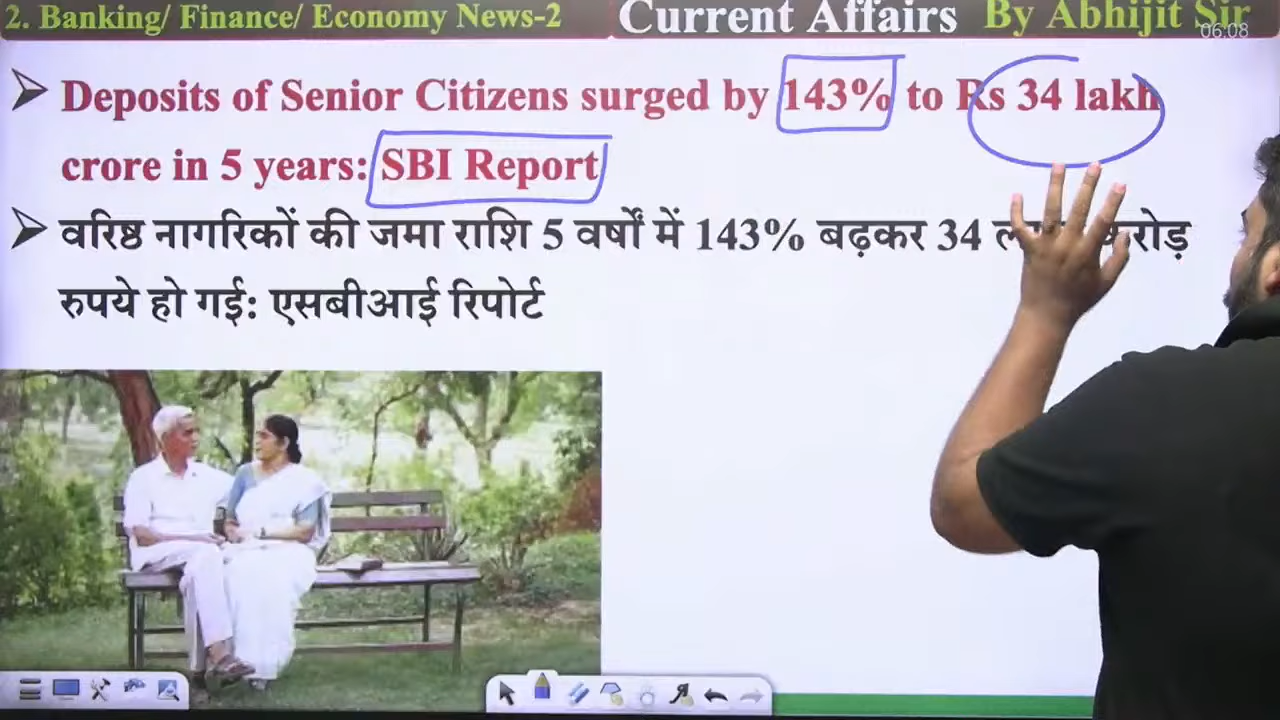 2. Banking/ Finance/ Economy News-2
Current Affairs By Abhijit Sir
06:08
Deposits of Senior Citizens surged by 143% to Rs 34 lakh
crore in 5 years: SBI Report
वरिष्ठ नागरिकों की जमा राशि 5 वर्षों में 143% बढ़कर 34
रुपये हो गई: एसबीआई रिपोर्ट